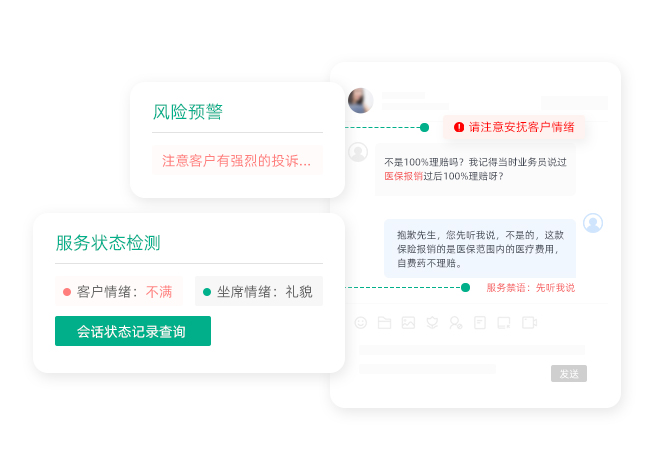 风险预警
注意客户有强烈的投诉...
服务状态检测
客户情绪：不满
坐席情绪：礼貌
会话状态记录查询
请注意安抚客户情绪
不是100%理赔吗？我记得当时业务员说过
医保报销过后100%理赔呀？
抱歉先生，您先听我说，不是的，这款
保险报销的是医保范围内的医疗费用，
自费药不理赔。
服务禁语：先听我说
发送